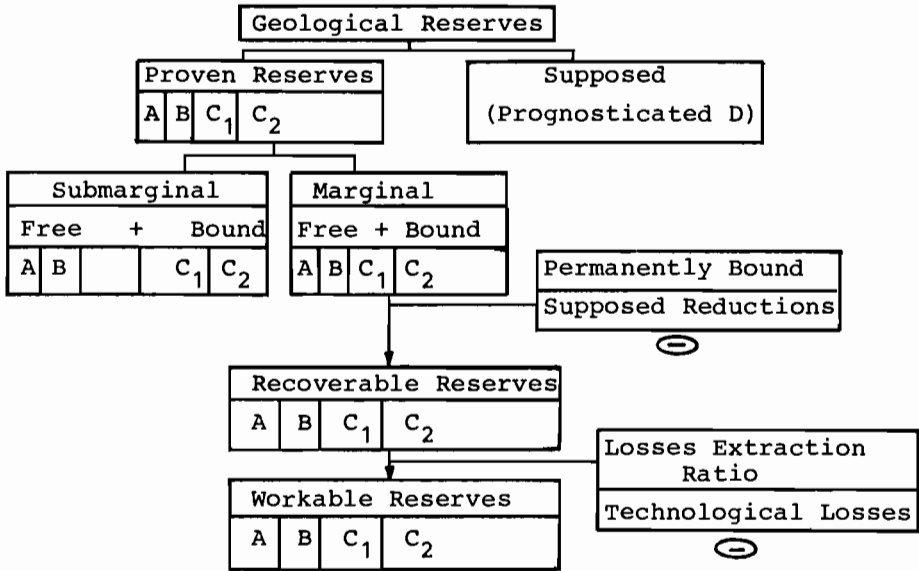 Geological Reserves
Proven Reserves
A B C1 C2
Supposed
(Prognosticated D)
Submarginal
Free + Bound
A B C1 C2
Marginal
Free + Bound
A B C1 C2
Permanently Bound
Supposed Reductions
−
Recoverable Reserves
A B C1 C2
Losses Extraction
Ratio
Technological Losses
−
Workable Reserves
A B C1 C2